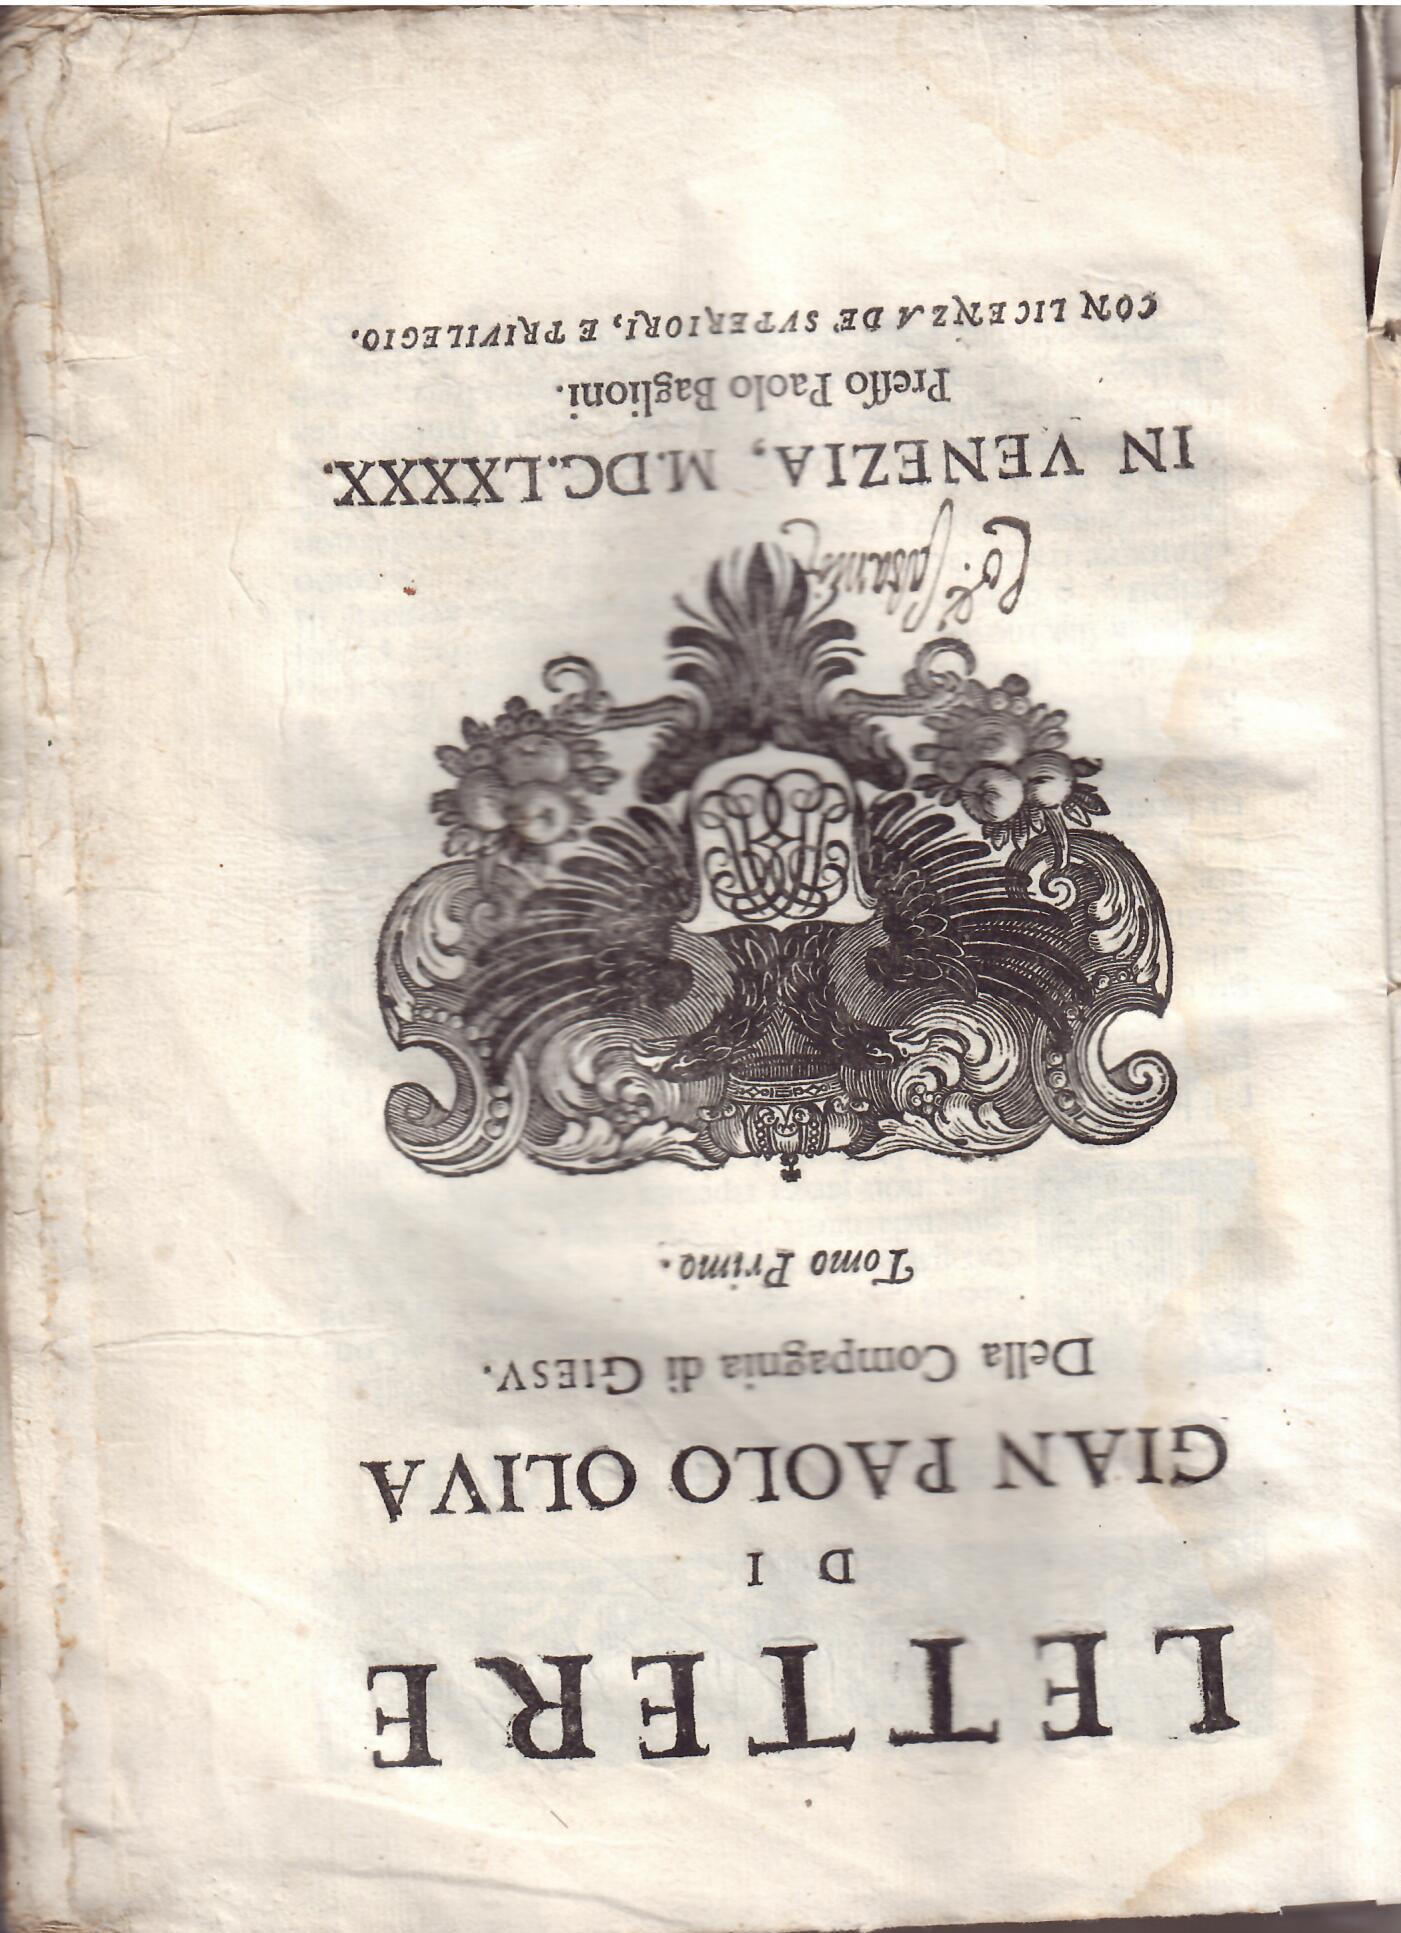 LETTERE
DI
GIAN PAOLO OLIVA
Della Compagnia di GIESV.
Tomo Primo.
IN VENEZIA, M.DC.LXXXX.
Presso Paolo Baglioni.
CON LICENZA DE' SVPERIORI, E PRIVILEGIO.